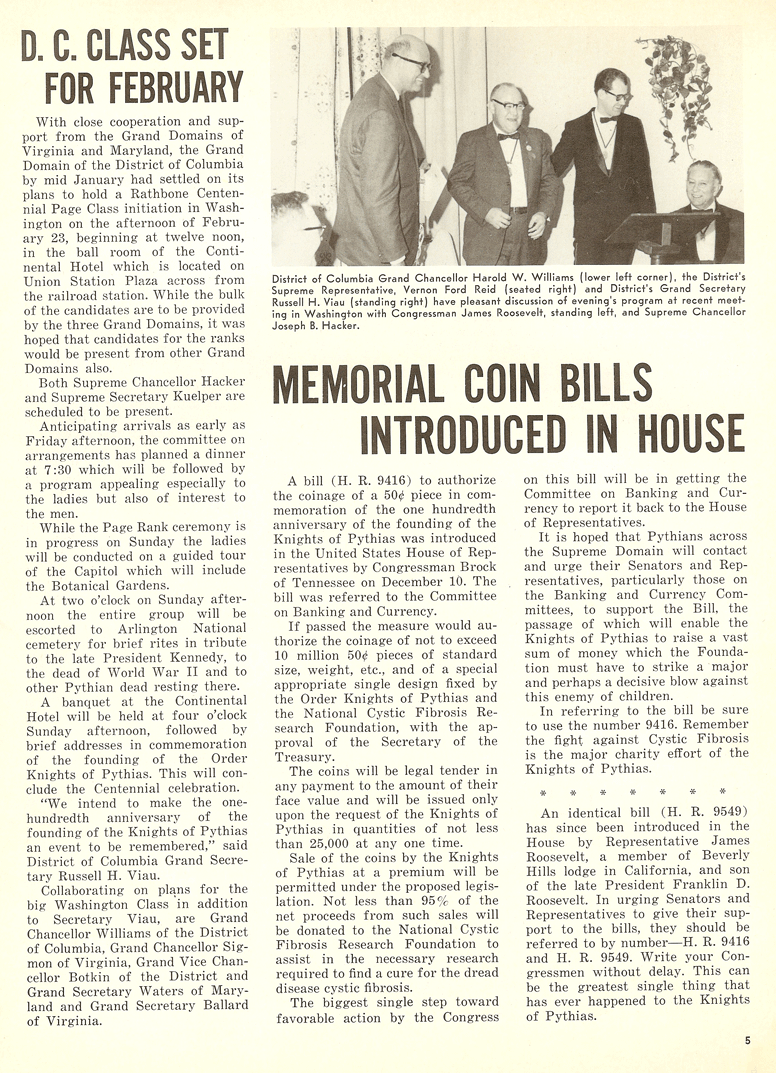 D. C. CLASS SET
FOR FEBRUARY
With close cooperation and sup-
port from the Grand Domains of
Virginia and Maryland, the Grand
Domain of the District of Columbia
by mid January had settled on its
plans to hold a Rathbone Centen-
nial Page Class initiation in Wash-
ington on the afternoon of Febru-
ary 23, beginning at twelve noon,
in the ball room of the Conti-
nental Hotel which is located on
Union Station Plaza across from
the railroad station. While the bulk
of the candidates are to be provided
by the three Grand Domains, it was
hoped that candidates for the ranks
would be present from other Grand
Domains also.
Both Supreme Chancellor Hacker
and Supreme Secretary Kuelper are
scheduled to be present.
Anticipating arrivals as early as
Friday afternoon, the committee on
arrangements has planned a dinner
at 7:30 which will be followed by
a program appealing especially to
the ladies but also of interest to
the men.
While the Page Rank ceremony is
in progress on Sunday the ladies
will be conducted on a guided tour
of the Capitol which will include
the Botanical Gardens.
At two o'clock on Sunday after-
noon the entire group will be
escorted to Arlington National
cemetery for brief rites in tribute
to the late President Kennedy, to
the dead of World War II and to
other Pythian dead resting there.
A banquet at the Continental
Hotel will be held at four o'clock
Sunday afternoon, followed by
brief addresses in commemoration
of the founding of the Order
Knights of Pythias. This will con-
clude the Centennial celebration.
"We intend to make the one-
hundredth anniversary of the
founding of the Knights of Pythias
an event to be remembered," said
District of Columbia Grand Secre-
tary Russell H. Viau.
Collaborating on plans for the
big Washington Class in addition
to Secretary Viau, are Grand
Chancellor Williams of the District
of Columbia, Grand Chancellor Sig-
mon of Virginia, Grand Vice Chan-
cellor Botkin of the District and
Grand Secretary Waters of Mary-
land and Grand Secretary Ballard
of Virginia.
District of Columbia Grand Chancellor Harold W. Williams (lower left corner), the District's
Supreme Representative, Vernon Ford Reid (seated right) and District's Grand Secretary
Russell H. Viau (standing right) have pleasant discussion of evening's program at recent meet-
ing in Washington with Congressman James Roosevelt, standing left, and Supreme Chancellor
Joseph B. Hacker.
MEMORIAL COIN BILLS
INTRODUCED IN HOUSE
A bill (H. R. 9416) to authorize
the coinage of a 50¢ piece in com-
memoration of the one hundredth
anniversary of the founding of the
Knights of Pythias was introduced
in the United States House of Rep-
resentatives by Congressman Brock
of Tennessee on December 10. The
bill was referred to the Committee
on Banking and Currency.
If passed the measure would au-
thorize the coinage of not to exceed
10 million 50¢ pieces of standard
size, weight, etc., and of a special
appropriate single design fixed by
the Order Knights of Pythias and
the National Cystic Fibrosis Re-
search Foundation, with the ap-
proval of the Secretary of the
Treasury.
The coins will be legal tender in
any payment to the amount of their
face value and will be issued only
upon the request of the Knights of
Pythias in quantities of not less
than 25,000 at any one time.
Sale of the coins by the Knights
of Pythias at a premium will be
permitted under the proposed legis-
lation. Not less than 95% of the
net proceeds from such sales will
be donated to the National Cystic
Fibrosis Research Foundation to
assist in the necessary research
required to find a cure for the dread
disease cystic fibrosis.
The biggest single step toward
favorable action by the Congress
on this bill will be in getting the
Committee on Banking and Cur-
rency to report it back to the House
of Representatives.
It is hoped that Pythians across
the Supreme Domain will contact
and urge their Senators and Rep-
resentatives, particularly those on
the Banking and Currency Com-
mittees, to support the Bill, the
passage of which will enable the
Knights of Pythias to raise a vast
sum of money which the Founda-
tion must have to strike a major
and perhaps a decisive blow against
this enemy of children.
In referring to the bill be sure
to use the number 9416. Remember
the fight against Cystic Fibrosis
is the major charity effort of the
Knights of Pythias.
* * * * * * *
An identical bill (H. R. 9549)
has since been introduced in the
House by Representative James
Roosevelt, a member of Beverly
Hills lodge in California, and son
of the late President Franklin D.
Roosevelt. In urging Senators and
Representatives to give their sup-
port to the bills, they should be
referred to by number—H. R. 9416
and H. R. 9549. Write your Con-
gressmen without delay. This can
be the greatest single thing that
has ever happened to the Knights
of Pythias.
5